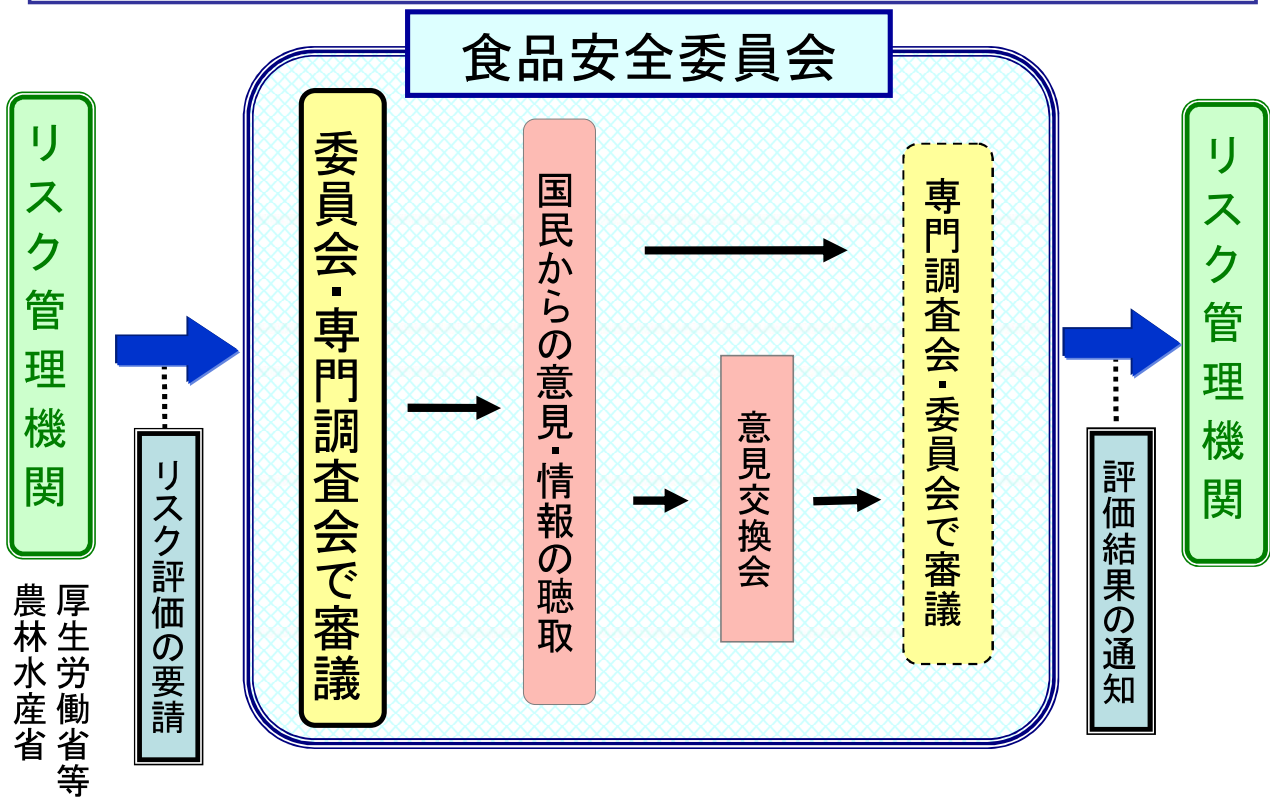 食品安全委員会
リスク管理機関
厚生労働省等
農林水産省
リスク評価の要請
委員会・専門調査会で審議
国民からの意見・情報の聴取
意見交換会
専門調査会・委員会で審議
評価結果の通知
リスク管理機関